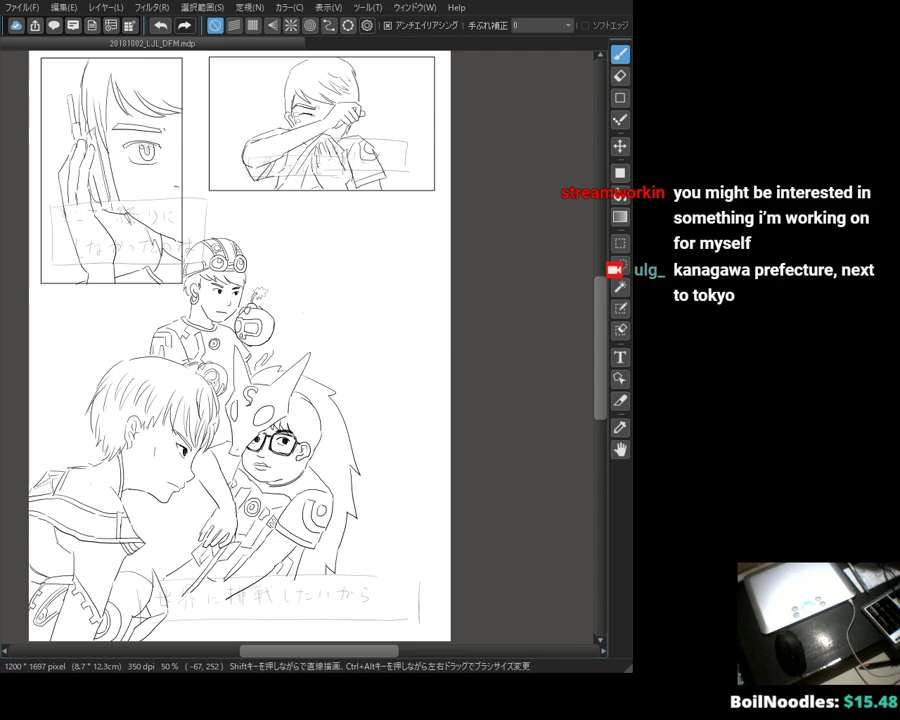 ファイル(F) 編集(E) レイヤー(L) フィルタ(R) 選択範囲(S) 定規(N) カラー(C) 表示(V) ツール(T) ウィンドウ(W) Help
アンチエイリアシング 手ぶれ補正 0 ソフトエッジ
20181002_LJL_DFM.mdp
streamworkin you might be interested in
something i'm working on
for myself
ulg_ kanagawa prefecture, next
to tokyo
T
世界に挑戦したいから
1200 * 1697 pixel (8.7 * 12.3cm) 350 dpi 50 % ( -67, 252 ) Shiftキーを押しながらで直線描画、Ctrl+Altキーを押しながら左右ドラッグでブラシサイズ変更
BoilNoodles: $15.48